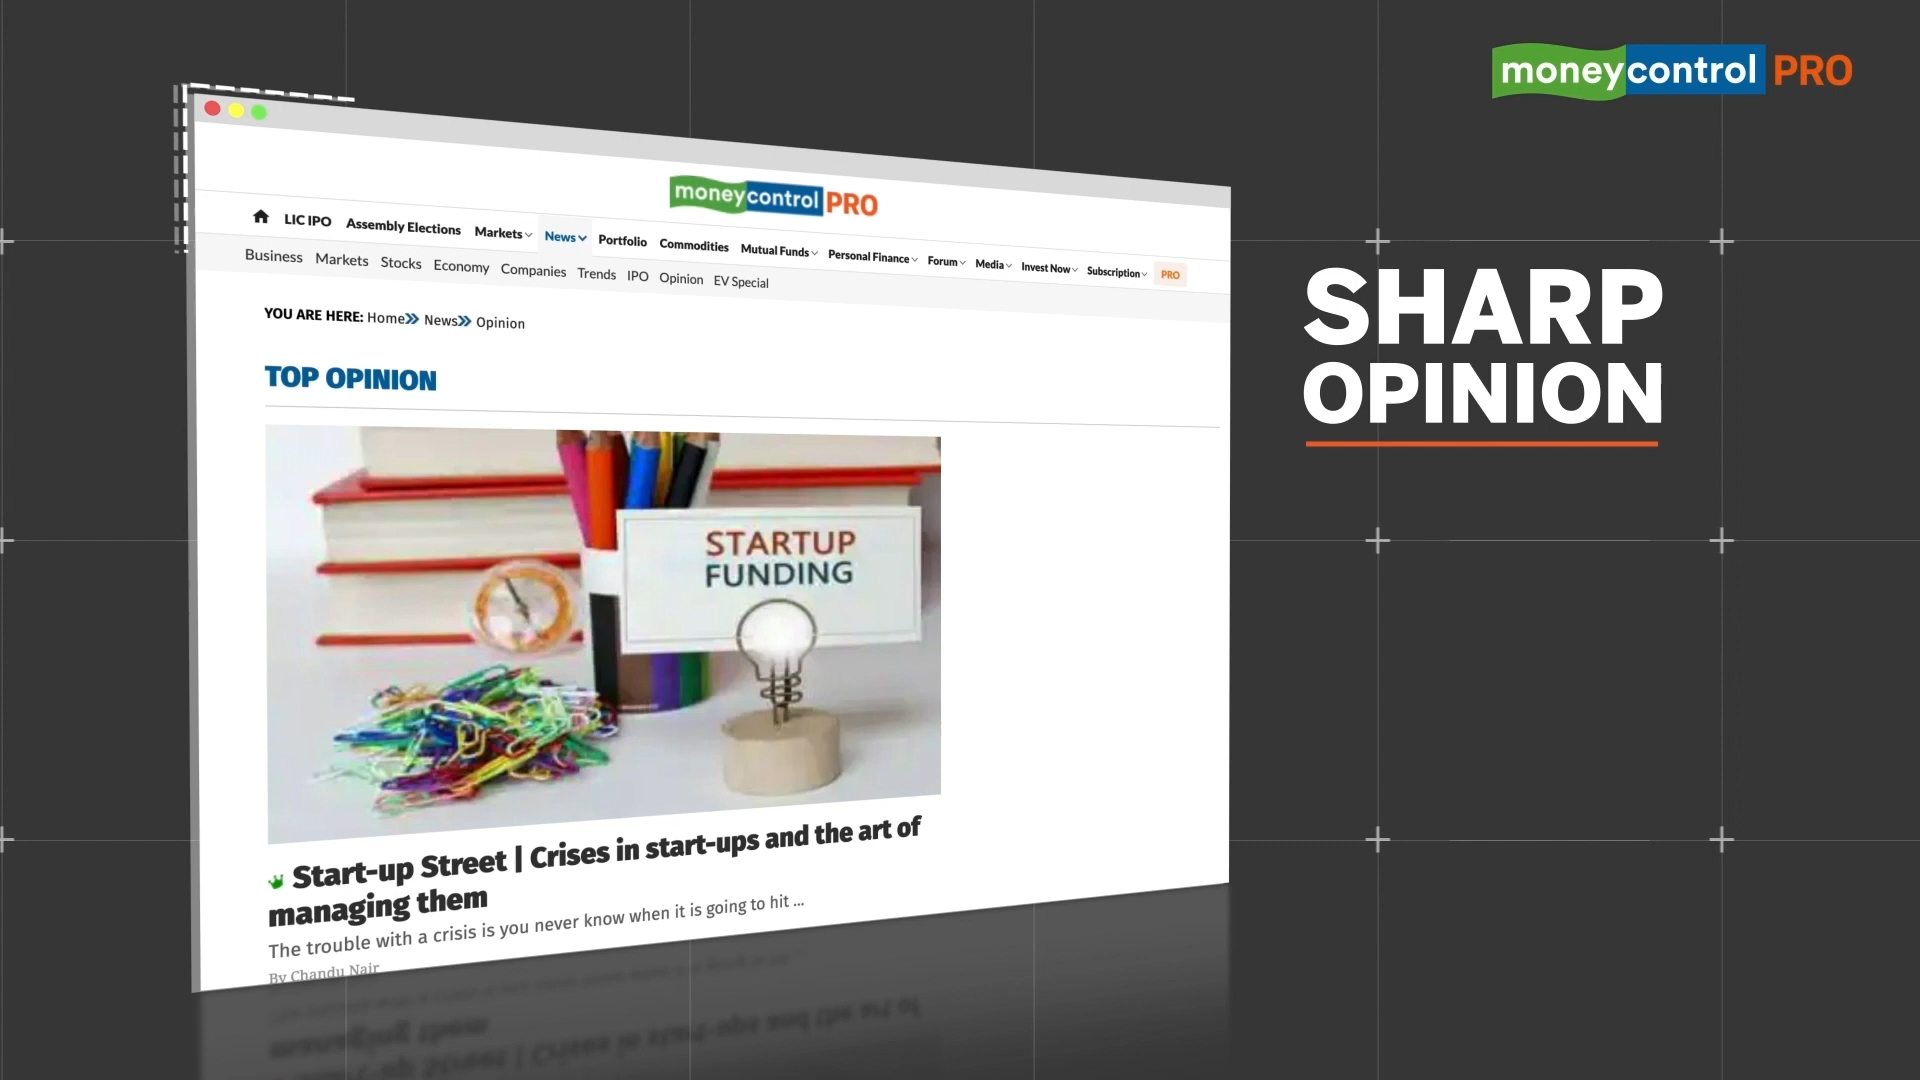 moneycontrol PRO
moneycontrol PRO
LIC IPO Assembly Elections Markets News Portfolio Commodities Mutual Funds Personal Finance Forum Media Invest Now Subscription PRO
Business Markets Stocks Economy Companies Trends IPO Opinion EV Special
YOU ARE HERE: Home News Opinion
TOP OPINION
STARTUP
FUNDING
Start-up Street | Crises in start-ups and the art of
managing them
The trouble with a crisis is you never know when it is going to hit ...
By Chandu Nair
SHARP
OPINION